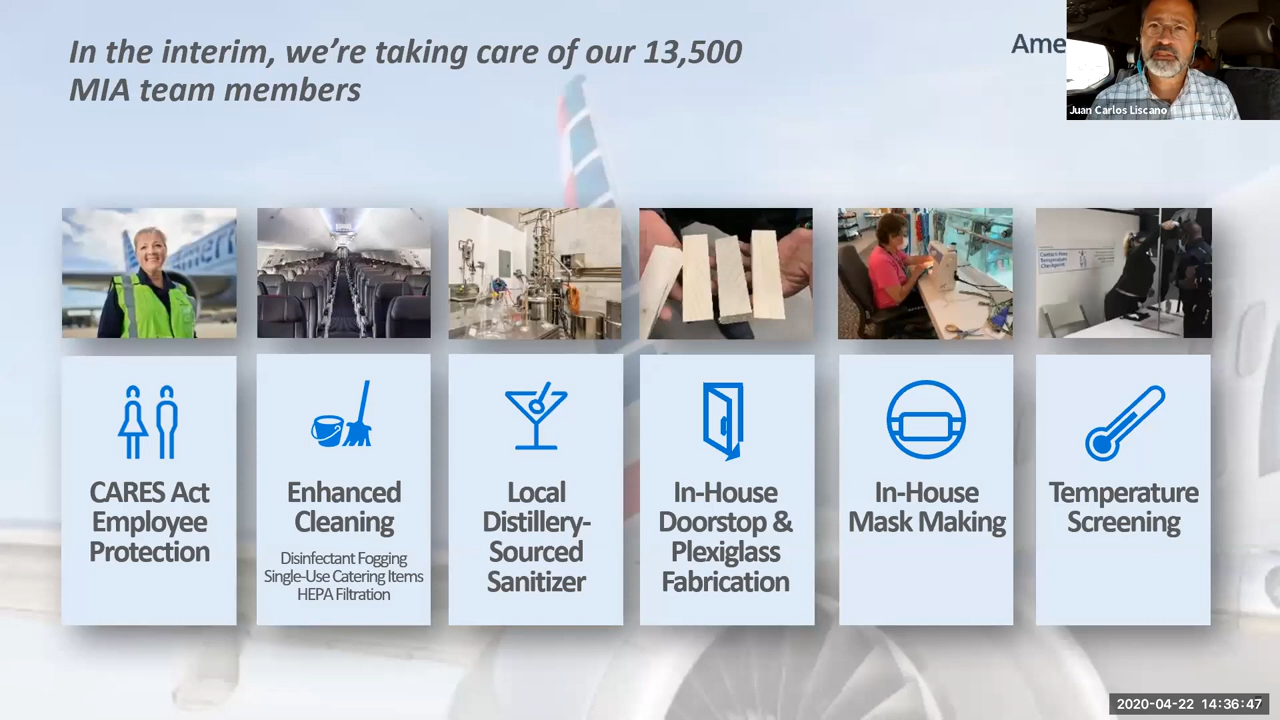 In the interim, we're taking care of our 13,500
MIA team members
Ame
Juan Carlos Liscano
CARES Act
Employee
Protection
Enhanced
Cleaning
Disinfectant Fogging
Single-Use Catering Items
HEPA Filtration
Local
Distillery-
Sourced
Sanitizer
In-House
Doorstop &
Plexiglass
Fabrication
In-House
Mask Making
Temperature
Screening
2020-04-22 14:36:47